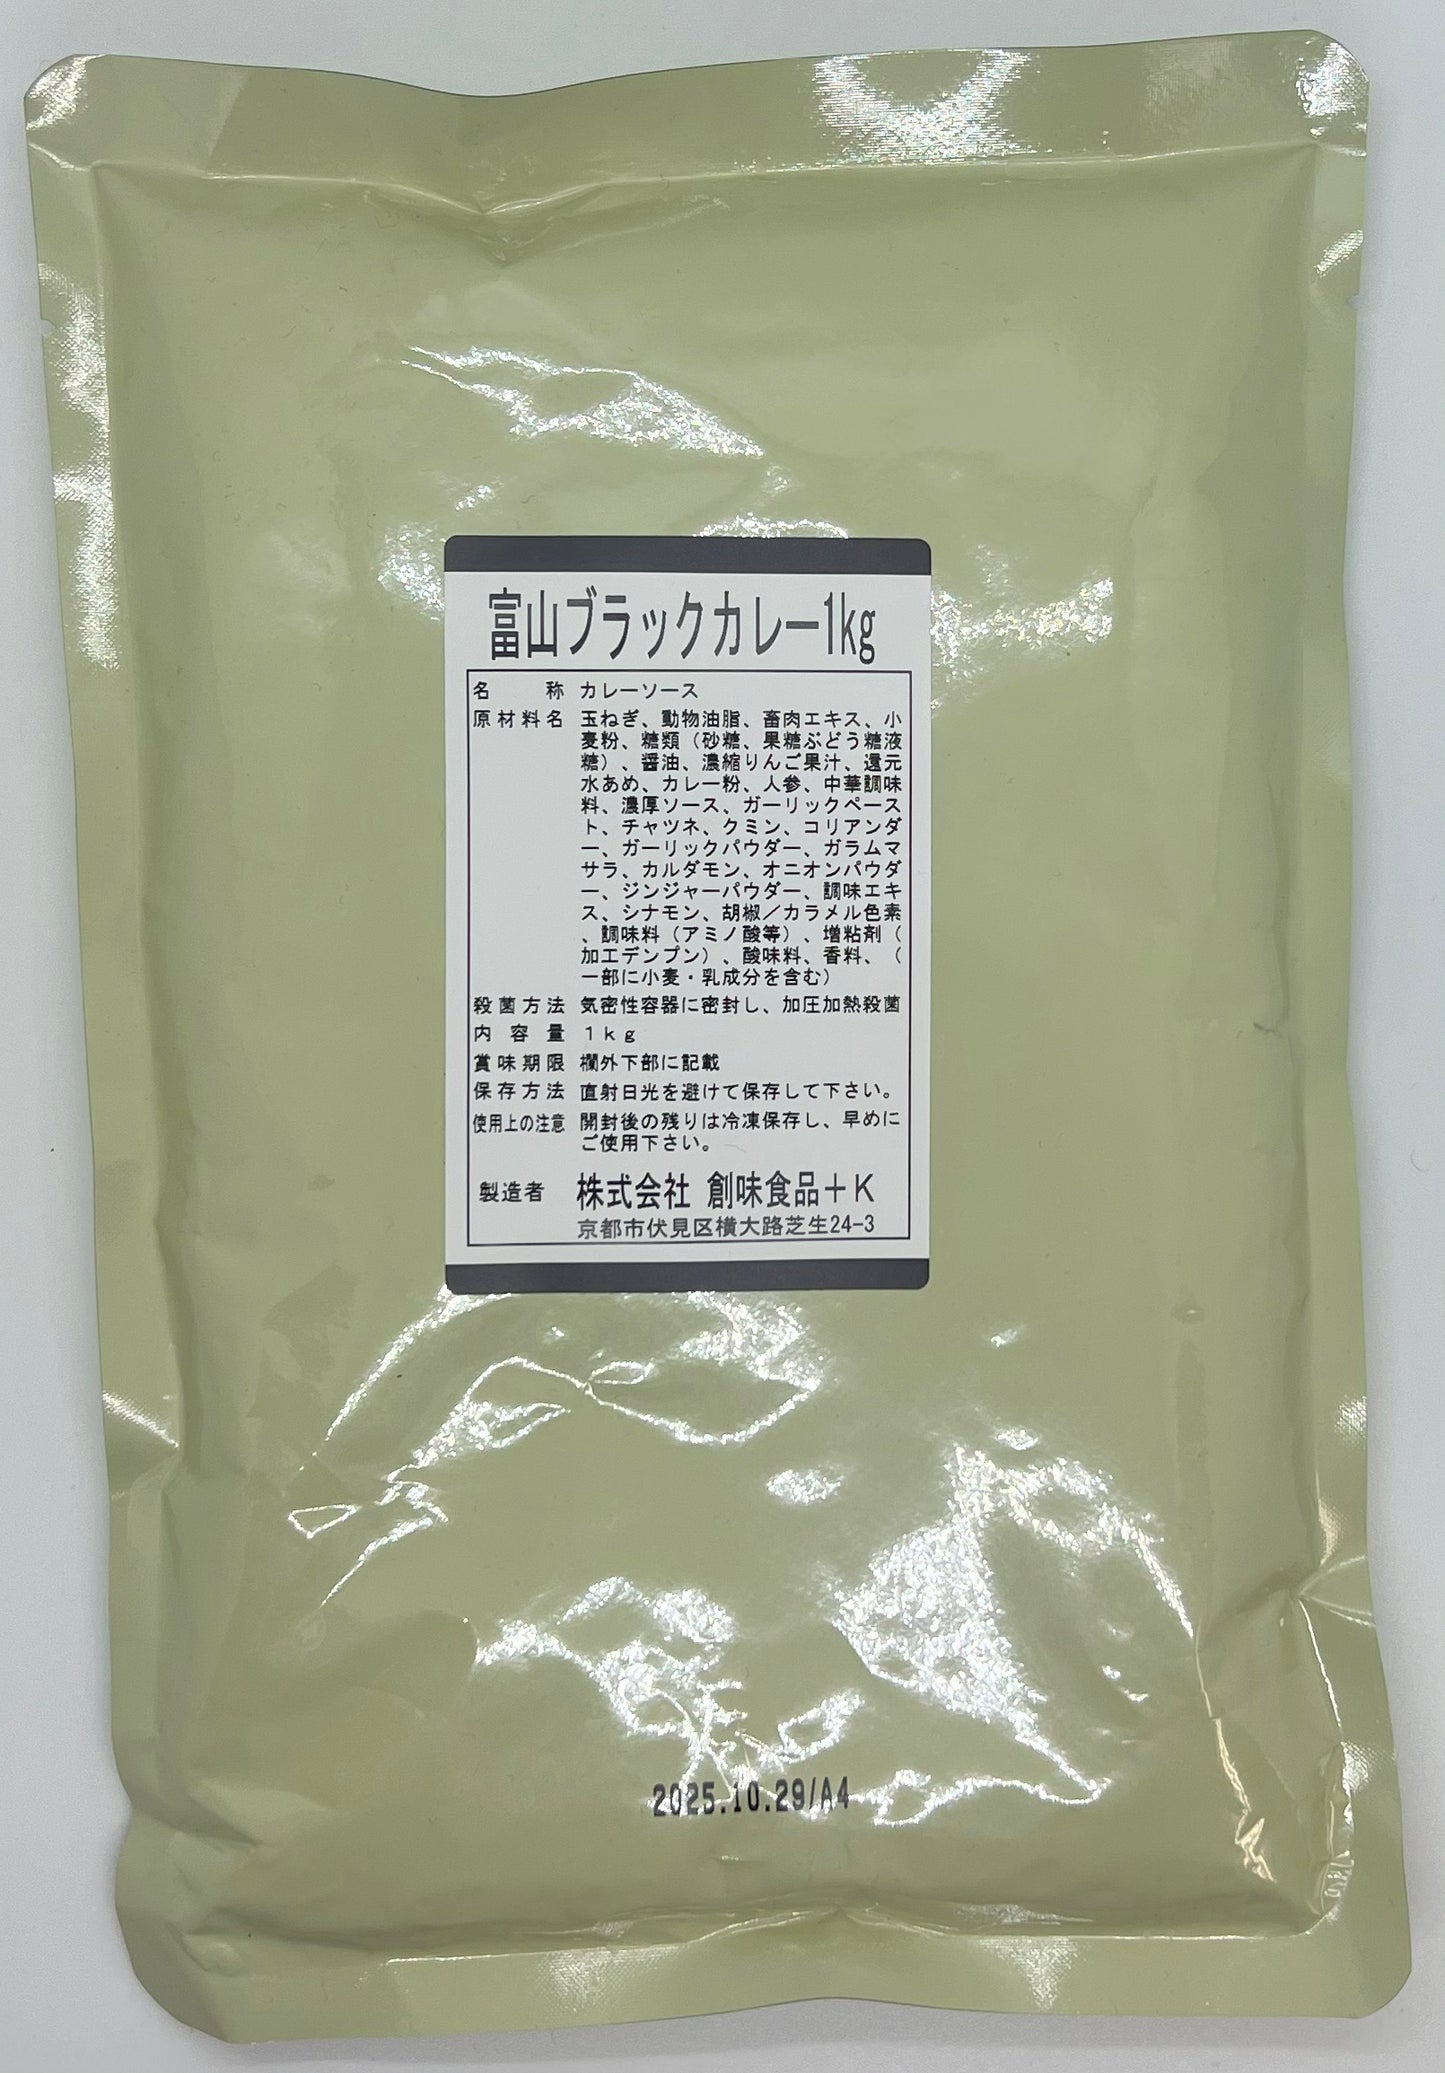 富山ブラックカレー1kg
名称 カレーソース
原材料名 玉ねぎ、動物油脂、畜肉エキス、小
麦粉、糖類（砂糖、果糖ぶどう糖液
糖）、醤油、濃縮りんご果汁、還元
水あめ、カレー粉、人参、中華調味
料、濃厚ソース、ガーリックペース
ト、チャツネ、クミン、コリアンダ
ー、ガーリックパウダー、ガラムマ
サラ、カルダモン、オニオンパウダ
ー、ジンジャーパウダー、調味エキ
ス、シナモン、胡椒／カラメル色素
、調味料（アミノ酸等）、増粘剤（
加工デンプン）、酸味料、香料、（
一部に小麦・乳成分を含む）
殺菌方法 気密性容器に密封し、加圧加熱殺菌
内容量 1kg
賞味期限 欄外下部に記載
保存方法 直射日光を避けて保存して下さい。
使用上の注意 開封後の残りは冷凍保存し、早めに
ご使用下さい。
製造者 株式会社 創味食品＋K
京都市伏見区横大路芝生24-3
2025.10.29/A4